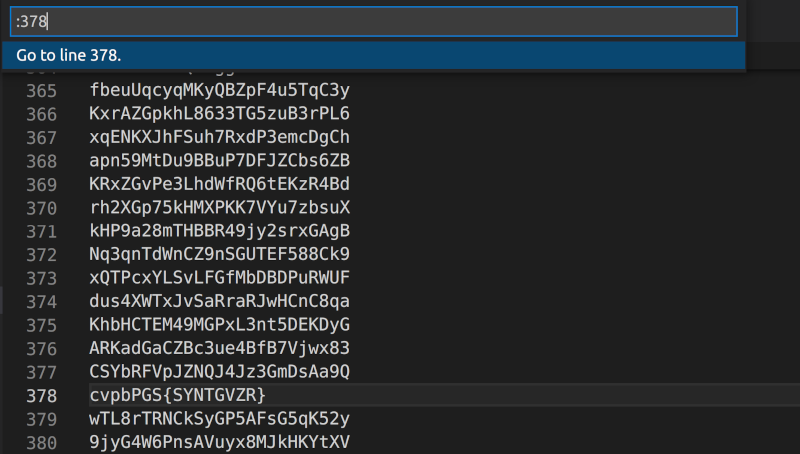 :378
Go to line 378.
365 fbeuUqcyqMKyQBZpF4u5TqC3y
366 KxrAZGpkhL8633TG5zuB3rPL6
367 xqENKXJhFSuh7RxdP3emcDgCh
368 apn59MtDu9BBuP7DFJZCbs6ZB
369 KRxZGvPe3LhdWfRQ6tEKzR4Bd
370 rh2XGp75kHMXPKK7VYu7zbsuX
371 kHP9a28mTHBBR49jy2srxGAgB
372 Nq3qnTdWnCZ9nSGUTEF588Ck9
373 xQTPcxYLSvLFGfMbDBDPuRWUF
374 dus4XWTxJvSaRraRJwHCnC8qa
375 KhbHCTEM49MGPxL3nt5DEKDyG
376 ARKadGaCZBc3ue4BfB7Vjwx83
377 CSYbRFVpJZNQJ4Jz3GmDsAa9Q
378 cvpbPGS{SYNTGVZR}
379 wTL8rTRNCkSyGP5AFsG5qK52y
380 9jyG4W6PnsAVuyx8MJkHKYtXV